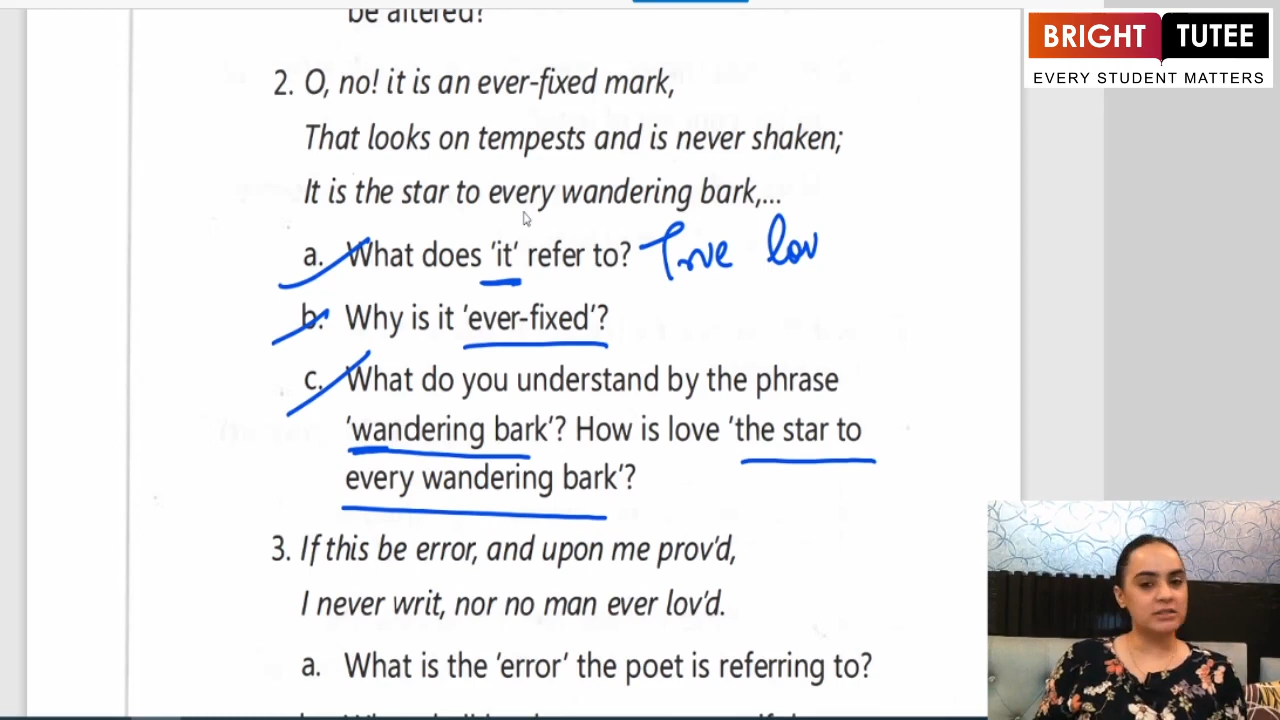 be altered?
BRIGHT TUTEE
EVERY STUDENT MATTERS
2. O, no! it is an ever-fixed mark,
That looks on tempests and is never shaken;
It is the star to every wandering bark,...
a. What does 'it' refer to? True lov
b. Why is it 'ever-fixed'?
c. What do you understand by the phrase
'wandering bark'? How is love 'the star to
every wandering bark'?
3. If this be error, and upon me prov'd,
I never writ, nor no man ever lov'd.
a. What is the 'error' the poet is referring to?